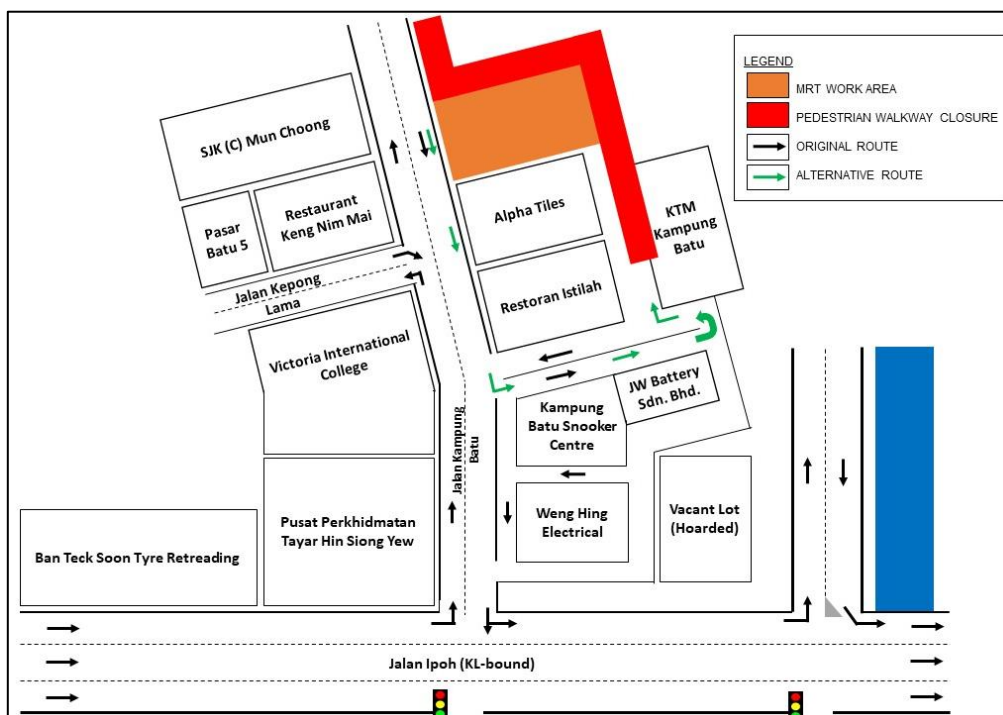 LEGEND
MRT WORK AREA
PEDESTRIAN WALKWAY CLOSURE
ORIGINAL ROUTE
ALTERNATIVE ROUTE
SJK (C) Mun Choong
Pasar
Batu 5
Restaurant
Keng Nim Mai
Alpha Tiles
KTM
Kampung
Batu
Jalan Kepong
Lama
Restoran Istilah
Victoria International
College
JW Battery
Sdn. Bhd.
Kampung
Batu Snooker
Centre
Jalan Kampung
Batu
Ban Teck Soon Tyre Retreading
Pusat Perkhidmatan
Tayar Hin Siong Yew
Weng Hing
Electrical
Vacant Lot
(Hoarded)
Jalan Ipoh (KL-bound)